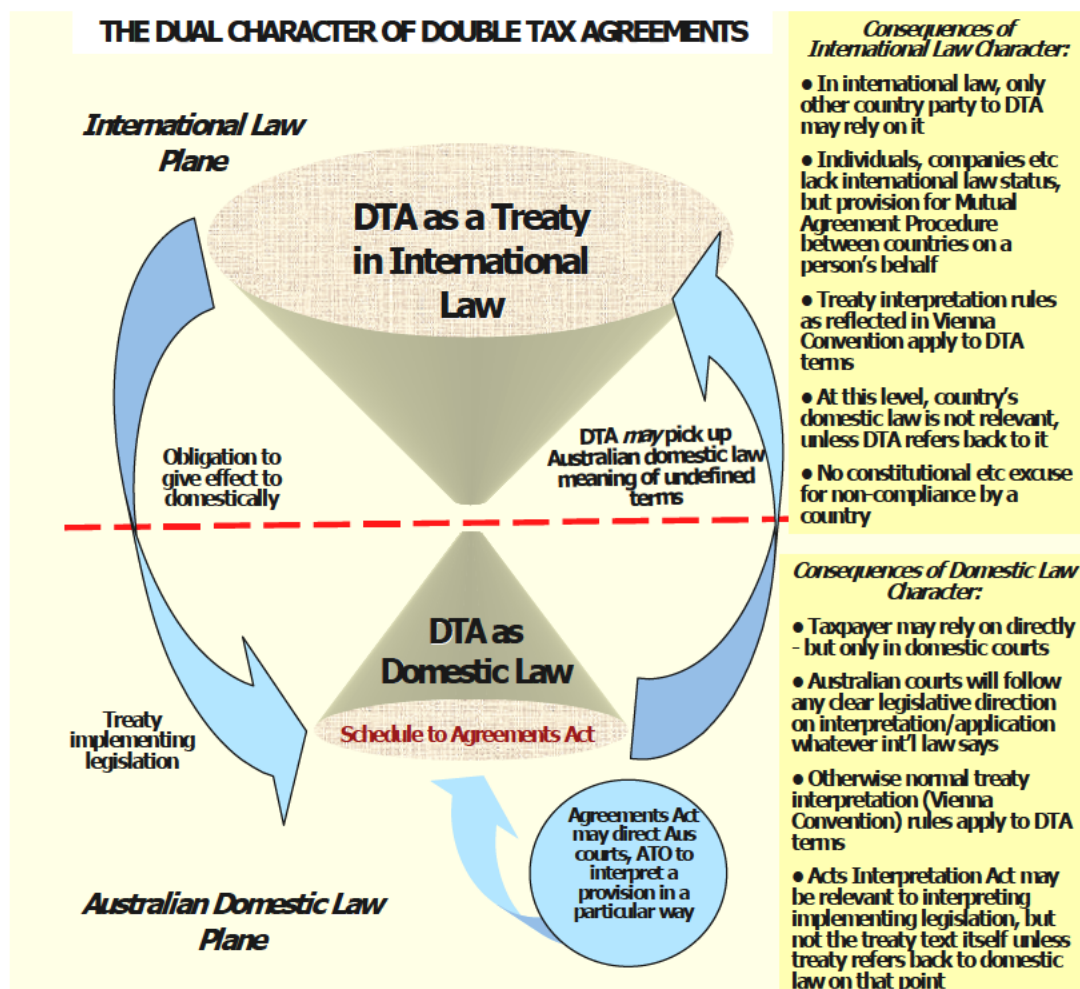 THE DUAL CHARACTER OF DOUBLE TAX AGREEMENTS
International Law
Plane
DTA as a Treaty
in International
Law
Obligation to
give effect to
domestically
DTA may pick up
Australian domestic law
meaning of undefined
terms
DTA as
Domestic Law
Schedule to Agreements Act
Treaty
implementing
legislation
Agreements Act
may direct Aus
courts, ATO to
interpret a
provision in a
particular way
Australian Domestic Law
Plane
Consequences of
International Law Character:
● In international law, only
other country party to DTA
may rely on it
● Individuals, companies etc
lack international law status,
but provision for Mutual
Agreement Procedure
between countries on a
person's behalf
● Treaty interpretation rules
as reflected in Vienna
Convention apply to DTA
terms
● At this level, country's
domestic law is not relevant,
unless DTA refers back to it
● No constitutional etc excuse
for non-compliance by a
country
Consequences of Domestic Law
Character:
● Taxpayer may rely on directly
- but only in domestic courts
● Australian courts will follow
any clear legislative direction
on interpretation/application
whatever int'l law says
● Otherwise normal treaty
interpretation (Vienna
Convention) rules apply to DTA
terms
● Acts Interpretation Act may
be relevant to interpreting
implementing legislation, but
not the treaty text itself unless
treaty refers back to domestic
law on that point